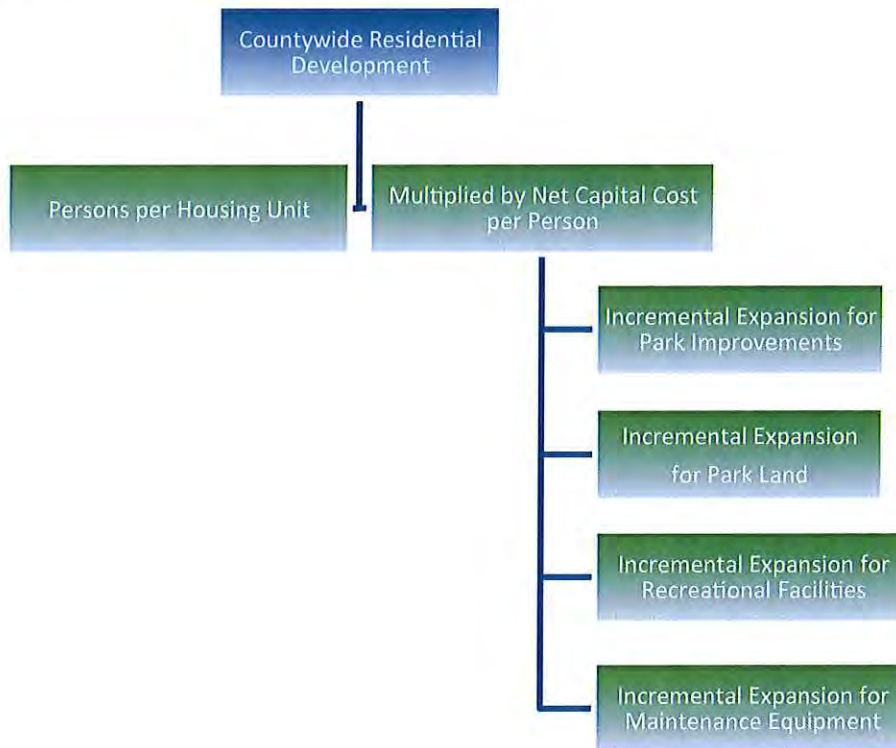 Countywide Residential
Development
Persons per Housing Unit
Multiplied by Net Capital Cost
per Person
Incremental Expansion for
Park Improvements
Incremental Expansion
for Park Land
Incremental Expansion for
Recreational Facilities
Incremental Expansion for
Maintenance Equipment